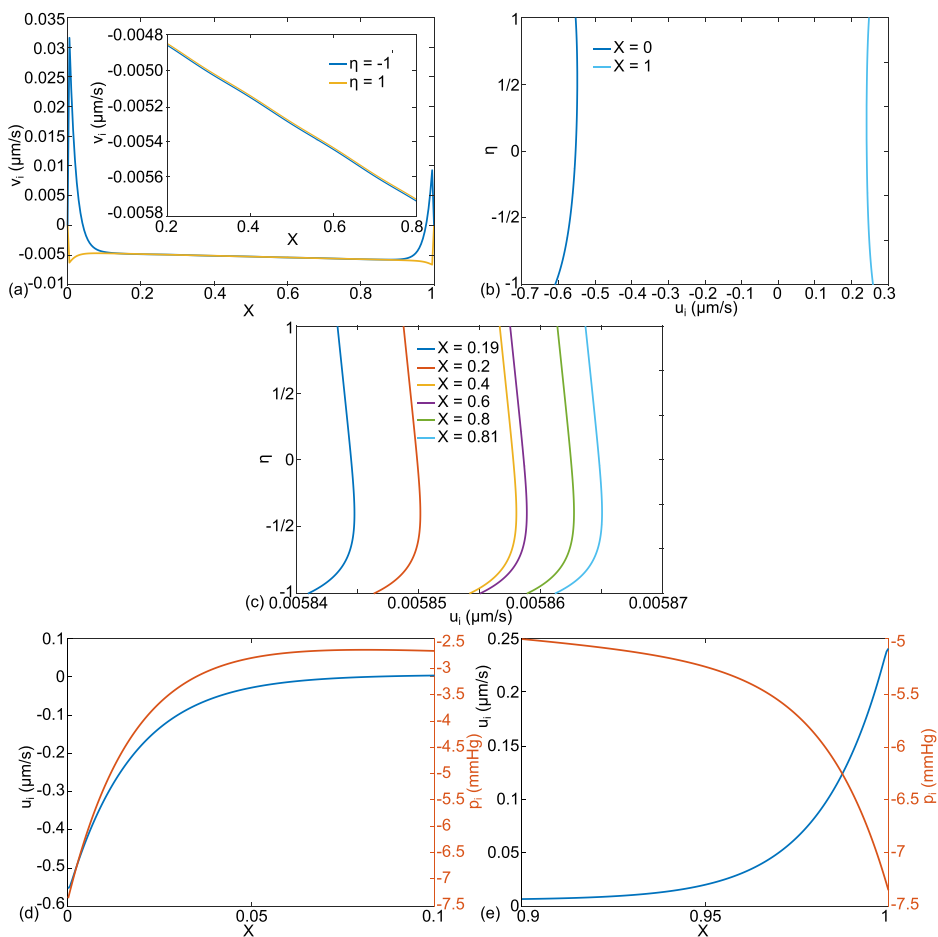 0.035
0.03
0.025
0.02
0.015
0.01
0.005
0
-0.005
-0.01
vi (μm/s)
0 0.2 0.4 0.6 0.8 1
X
(a)
-0.0048
-0.0050
-0.0052
-0.0054
-0.0056
-0.0058
vi (μm/s)
0.2 0.4 0.6 0.8
X
η = -1
η = 1
1
1/2
0
-1/2
-1
η
X = 0
X = 1
-0.7 -0.6 -0.5 -0.4 -0.3 -0.2 -0.1 0 0.1 0.2 0.3
ui (μm/s)
(b)
1
1/2
0
-1/2
-1
η
X = 0.19
X = 0.2
X = 0.4
X = 0.6
X = 0.8
X = 0.81
0.00584 0.00585 0.00586 0.00587
ui (μm/s)
(c)
0.1
0
-0.1
-0.2
-0.3
-0.4
-0.5
-0.6
ui (μm/s)
-2.5
-3
-3.5
-4
-4.5
-5
-5.5
-6
-6.5
-7
-7.5
pi (mmHg)
0 0.05 0.1
X
(d)
0.25
0.2
0.15
0.1
0.05
0
ui (μm/s)
-5
-5.5
-6
-6.5
-7
-7.5
pi (mmHg)
0.9 0.95 1
X
(e)